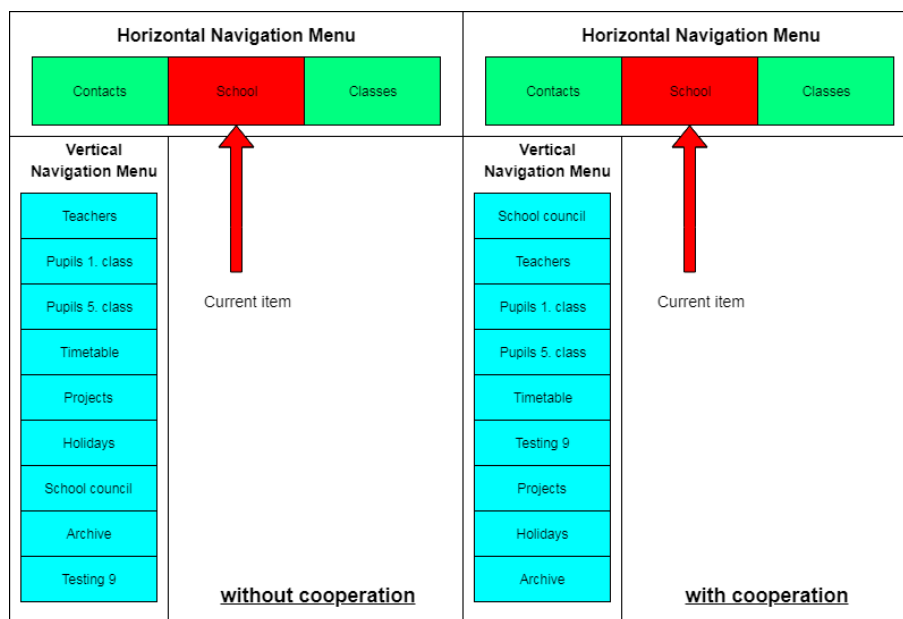 Horizontal Navigation Menu
Contacts
School
Classes
Vertical
Navigation Menu
Teachers
Pupils 1. class
Pupils 5. class
Timetable
Projects
Holidays
School council
Archive
Testing 9
Current item
without cooperation
Horizontal Navigation Menu
Contacts
School
Classes
Vertical
Navigation Menu
School council
Teachers
Pupils 1. class
Pupils 5. class
Timetable
Testing 9
Projects
Holidays
Archive
Current item
with cooperation